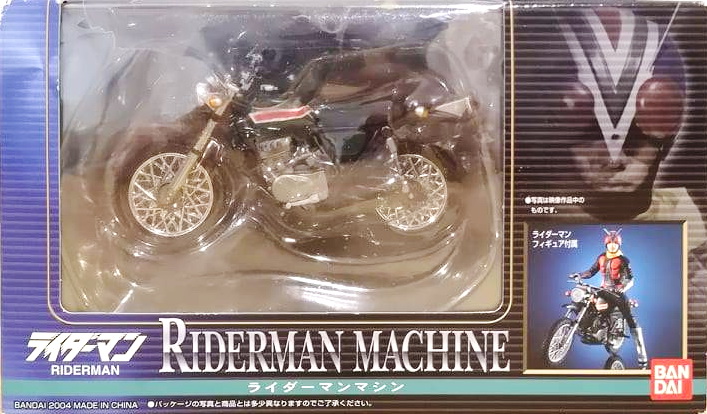 ●写真は映像作品中の
ものです。
ライダーマン
フィギュア付属
ライダーマン
RIDERMAN
RIDERMAN MACHINE
ライダーマンマシン
BAN
DAI
BANDAI 2004 MADE IN CHINA
●パッケージの写真と商品とは多少異なりますのでご了承ください。